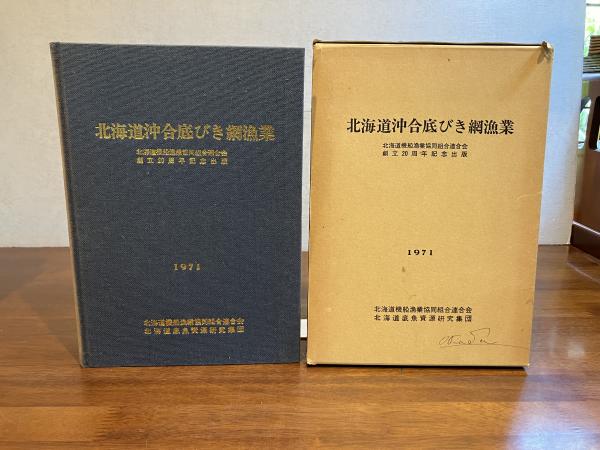 北海道沖合底びき網漁業
北海道機船漁業協同組合連合会
創立20周年記念出版
1971
北海道機船漁業協同組合連合会
北海道底魚資源研究集団
北海道沖合底びき網漁業
北海道機船漁業協同組合連合会
創立20周年記念出版
1971
北海道機船漁業協同組合連合会
北海道底魚資源研究集団